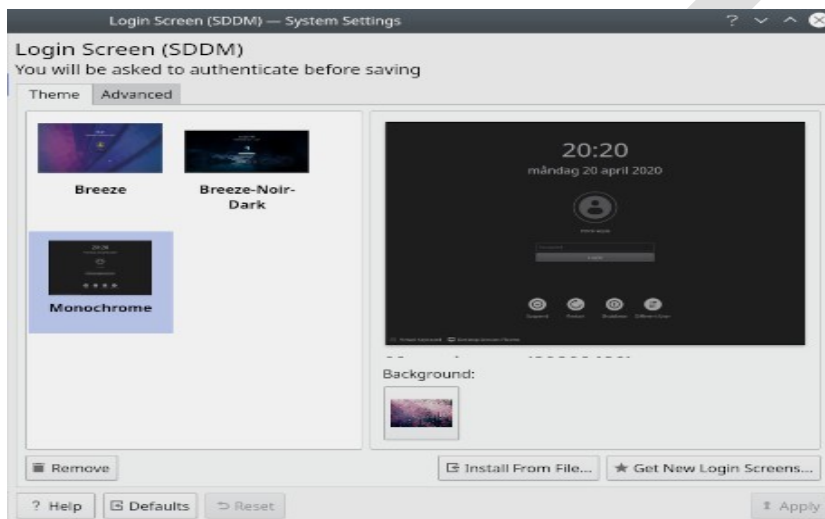 Login Screen (SDDM) — System Settings
Login Screen (SDDM)
You will be asked to authenticate before saving
Theme Advanced
Breeze
Breeze-Noir-
Dark
Monochrome
20:20
måndag 20 april 2020
Background:
Remove
Install From File...
Get New Login Screens...
? Help
Defaults
Reset
Apply